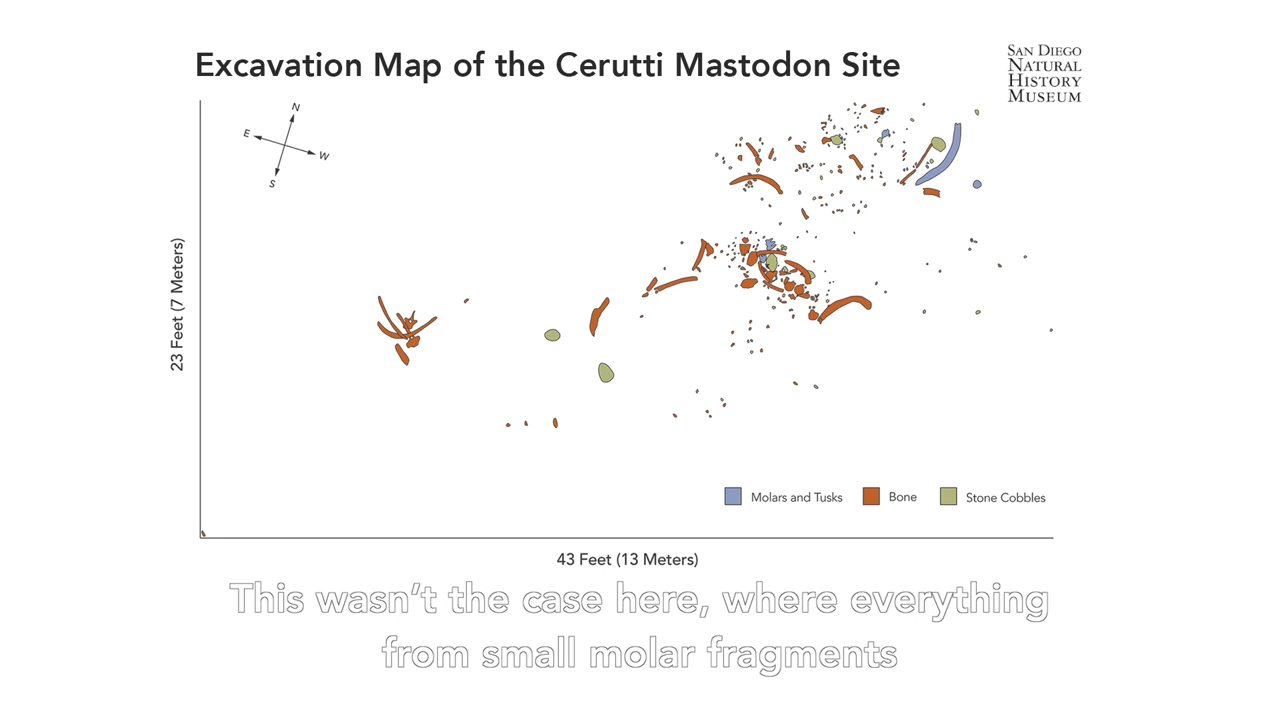 Excavation Map of the Cerutti Mastodon Site
SAN DIEGO
NATURAL
HISTORY
MUSEUM
N
E
W
S
23 Feet (7 Meters)
Molars and Tusks
Bone
Stone Cobbles
43 Feet (13 Meters)
This wasn't the case here, where everything
from small molar fragments